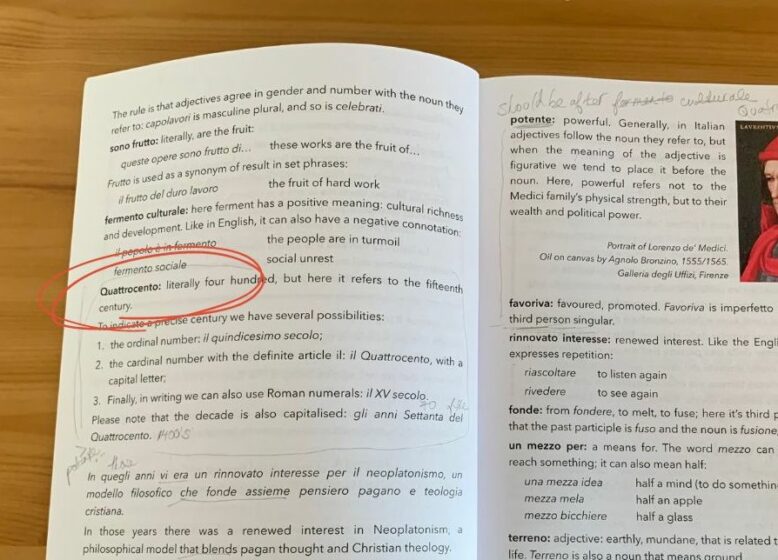 The rule is that adjectives agree in gender and number with the noun they
refer to: capolavori is masculine plural, and so is celebrati.
sono frutto: literally, are the fruit:
queste opere sono frutto di... these works are the fruit of...
Frutto is used as a synonym of result in set phrases:
il frutto del duro lavoro the fruit of hard work
fermento culturale: here ferment has a positive meaning: cultural richness
and development. Like in English, it can also have a negative connotation:
il popolo è in fermento the people are in turmoil
fermento sociale social unrest
Quattrocento: literally four hundred, but here it refers to the fifteenth
century.
To indicate a precise century we have several possibilities:
1. the ordinal number: il quindicesimo secolo;
2. the cardinal number with the definite article il: il Quattrocento, with a
capital letter;
3. Finally, in writing we can also use Roman numerals: il XV secolo.
Please note that the decade is also capitalised: gli anni Settanta del
Quattrocento. 1400's
In quegli anni vi era un rinnovato interesse per il neoplatonismo, un
modello filosofico che fonde assieme pensiero pagano e teologia
cristiana.
In those years there was a renewed interest in Neoplatonism, a
philosophical model that blends pagan thought and Christian theology.
should be after fermento culturale
potente: powerful. Generally, in Italian
adjectives follow the noun they refer to, but
when the meaning of the adjective is
figurative we tend to place it before the
noun. Here, powerful refers not to the
Medici family's physical strength, but to their
wealth and political power.
Portrait of Lorenzo de' Medici.
Oil on canvas by Agnolo Bronzino, 1555/1565.
Galleria degli Uffizi, Firenze
favoriva: favoured, promoted. Favoriva is imperfetto
third person singular.
rinnovato interesse: renewed interest. Like the Engli
expresses repetition:
riascoltare to listen again
rivedere to see again
fonde: from fondere, to melt, to fuse; here it's third p
that the past participle is fuso and the noun is fusione,
un mezzo per: a means for. The word mezzo can
reach something; it can also mean half:
una mezza idea half a mind (to do somethin
mezza mela half an apple
mezzo bicchiere half a glass
terreno: adjective: earthly, mundane, that is related t
life. Terreno is also a noun that means ground